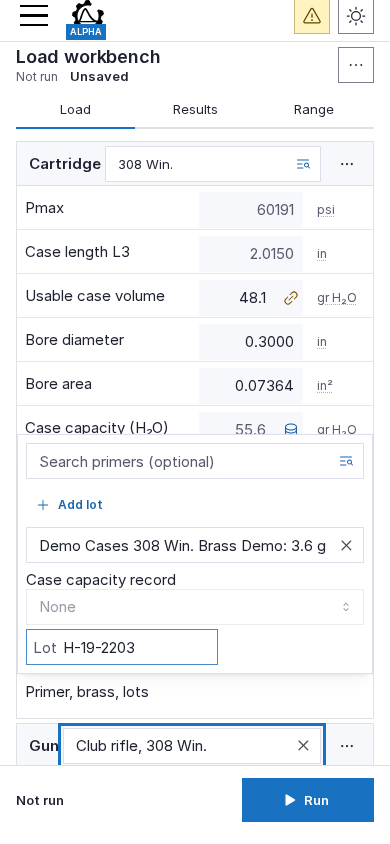 ALPHA
Load workbench
Not run Unsaved
...
Load Results Range
Cartridge 308 Win. ...
Pmax 60191 psi
Case length L3 2.0150 in
Usable case volume 48.1 gr H₂O
Bore diameter 0.3000 in
Bore area 0.07364 in²
Case capacity (H₂O) 55.6 gr H₂O
Search primers (optional)
Add lot
Demo Cases 308 Win. Brass Demo: 3.6 g
Case capacity record
None
Lot H-19-2203
Primer, brass, lots
Gun Club rifle, 308 Win. ...
Not run Run